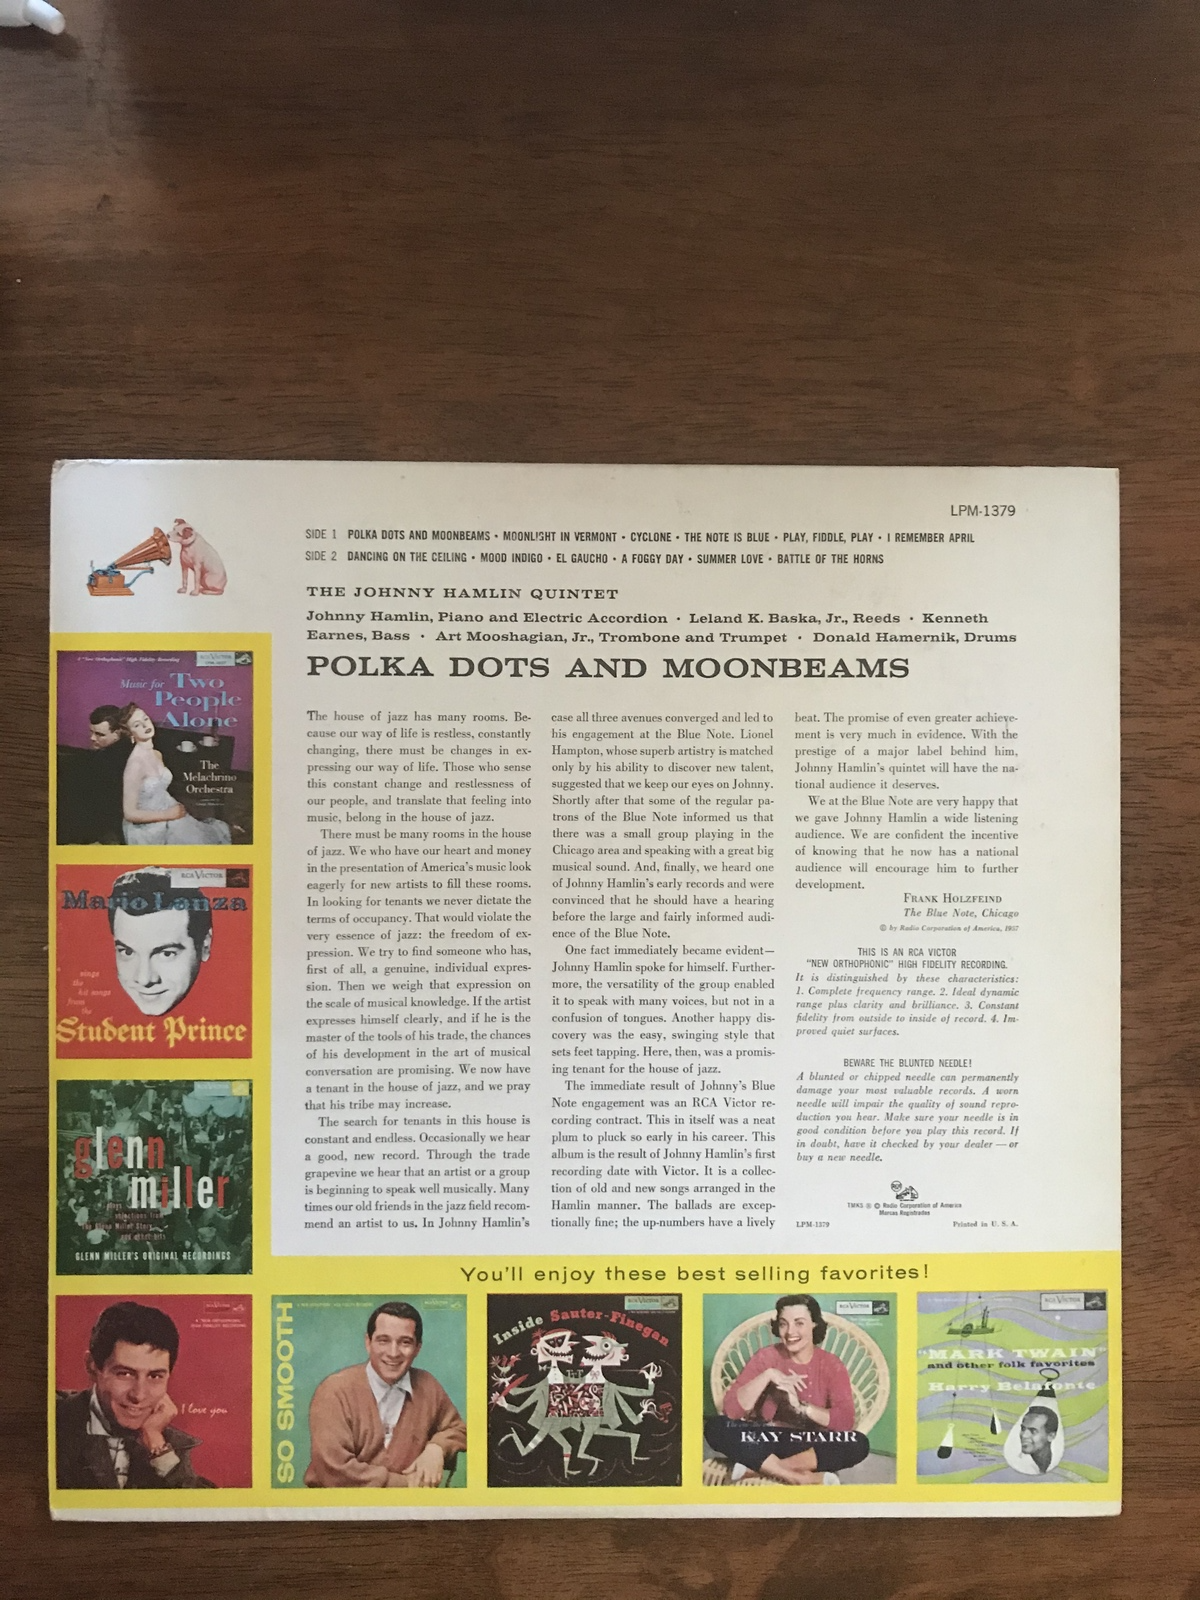 LPM-1379
SIDE 1 POLKA DOTS AND MOONBEAMS • MOONLIGHT IN VERMONT • CYCLONE • THE NOTE IS BLUE • PLAY, FIDDLE, PLAY • I REMEMBER APRIL
SIDE 2 DANCING ON THE CEILING • MOOD INDIGO • EL GAUCHO • A FOGGY DAY • SUMMER LOVE • BATTLE OF THE HORNS
THE JOHNNY HAMLIN QUINTET
Johnny Hamlin, Piano and Electric Accordion • Leland K. Baska, Jr., Reeds • Kenneth
Earnes, Bass • Art Mooshagian, Jr., Trombone and Trumpet • Donald Hamernik, Drums
POLKA DOTS AND MOONBEAMS
The house of jazz has many rooms. Be-
cause our way of life is restless, constantly
changing, there must be changes in ex-
pressing our way of life. Those who sense
this constant change and restlessness of
our people, and translate that feeling into
music, belong in the house of jazz.
There must be many rooms in the house
of jazz. We who have our heart and money
in the presentation of America's music look
eagerly for new artists to fill these rooms.
In looking for tenants we never dictate the
terms of occupancy. That would violate the
very essence of jazz: the freedom of ex-
pression. We try to find someone who has,
first of all, a genuine, individual expres-
sion. Then we weigh that expression on
the scale of musical knowledge. If the artist
expresses himself clearly, and if he is the
master of the tools of his trade, the chances
of his development in the art of musical
conversation are promising. We now have
a tenant in the house of jazz, and we pray
that his tribe may increase.
The search for tenants in this house is
constant and endless. Occasionally we hear
a good, new record. Through the trade
grapevine we hear that an artist or a group
is beginning to speak well musically. Many
times our old friends in the jazz field recom-
mend an artist to us. In Johnny Hamlin's
case all three avenues converged and led to
his engagement at the Blue Note. Lionel
Hampton, whose superb artistry is matched
only by his ability to discover new talent,
suggested that we keep our eyes on Johnny.
Shortly after that some of the regular pa-
trons of the Blue Note informed us that
there was a small group playing in the
Chicago area and speaking with a great big
musical sound. And, finally, we heard one
of Johnny Hamlin's early records and were
convinced that he should have a hearing
before the large and fairly informed audi-
ence of the Blue Note.
One fact immediately became evident—
Johnny Hamlin spoke for himself. Further-
more, the versatility of the group enabled
it to speak with many voices, but not in a
confusion of tongues. Another happy dis-
covery was the easy, swinging style that
sets feet tapping. Here, then, was a promis-
ing tenant for the house of jazz.
The immediate result of Johnny's Blue
Note engagement was an RCA Victor re-
cording contract. This in itself was a neat
plum to pluck so early in his career. This
album is the result of Johnny Hamlin's first
recording date with Victor. It is a collec-
tion of old and new songs arranged in the
Hamlin manner. The ballads are excep-
tionally fine; the up-numbers have a lively
beat. The promise of even greater achieve-
ment is very much in evidence. With the
prestige of a major label behind him,
Johnny Hamlin's quintet will have the na-
tional audience it deserves.
We at the Blue Note are very happy that
we gave Johnny Hamlin a wide listening
audience. We are confident the incentive
of knowing that he now has a national
audience will encourage him to further
development.
FRANK HOLZFEIND
The Blue Note, Chicago
© by Radio Corporation of America, 1957
THIS IS AN RCA VICTOR
"NEW ORTHOPHONIC" HIGH FIDELITY RECORDING.
It is distinguished by these characteristics:
1. Complete frequency range. 2. Ideal dynamic
range plus clarity and brilliance. 3. Constant
fidelity from outside to inside of record. 4. Im-
proved quiet surfaces.
BEWARE THE BLUNTED NEEDLE!
A blunted or chipped needle can permanently
damage your most valuable records. A worn
needle will impair the quality of sound repro-
duction you hear. Make sure your needle is in
good condition before you play this record. If
in doubt, have it checked by your dealer—or
buy a new needle.
RCA
TMKS ® © Radio Corporation of America
Marcas Registradas
LPM-1379 Printed in U. S. A.
A "New Orthophonic" High Fidelity Recording
RCA VICTOR
Music for Two
People
Alone
The
Melachrino
Orchestra
RCA VICTOR
Mario Lanza
sings
the
hit songs
from
the
Student Prince
RCA VICTOR
glenn
miller
plays
selections from
The Glenn Miller Story
and other hits
GLENN MILLER'S ORIGINAL RECORDINGS
You'll enjoy these best selling favorites!
RCA VICTOR
I love you
SO SMOOTH
RCA VICTOR
Inside Sauter-Finegan
RCA VICTOR
RCA VICTOR
KAY STARR
RCA VICTOR
"MARK TWAIN"
and other folk favorites
Harry Belafonte